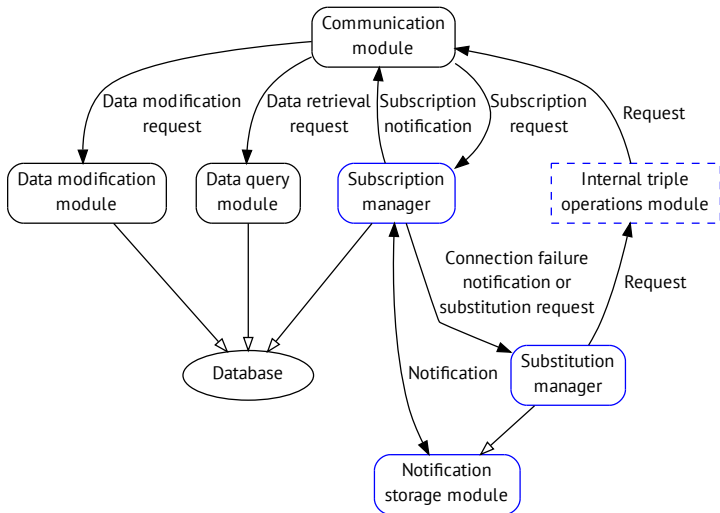 Communication
module
Data modification
request
Data retrieval
request
Subscription
notification
Subscription
request
Request
Data modification
module
Data query
module
Subscription
manager
Internal triple
operations module
Connection failure
notification or
substitution request
Request
Database
Notification
Substitution
manager
Notification
storage module